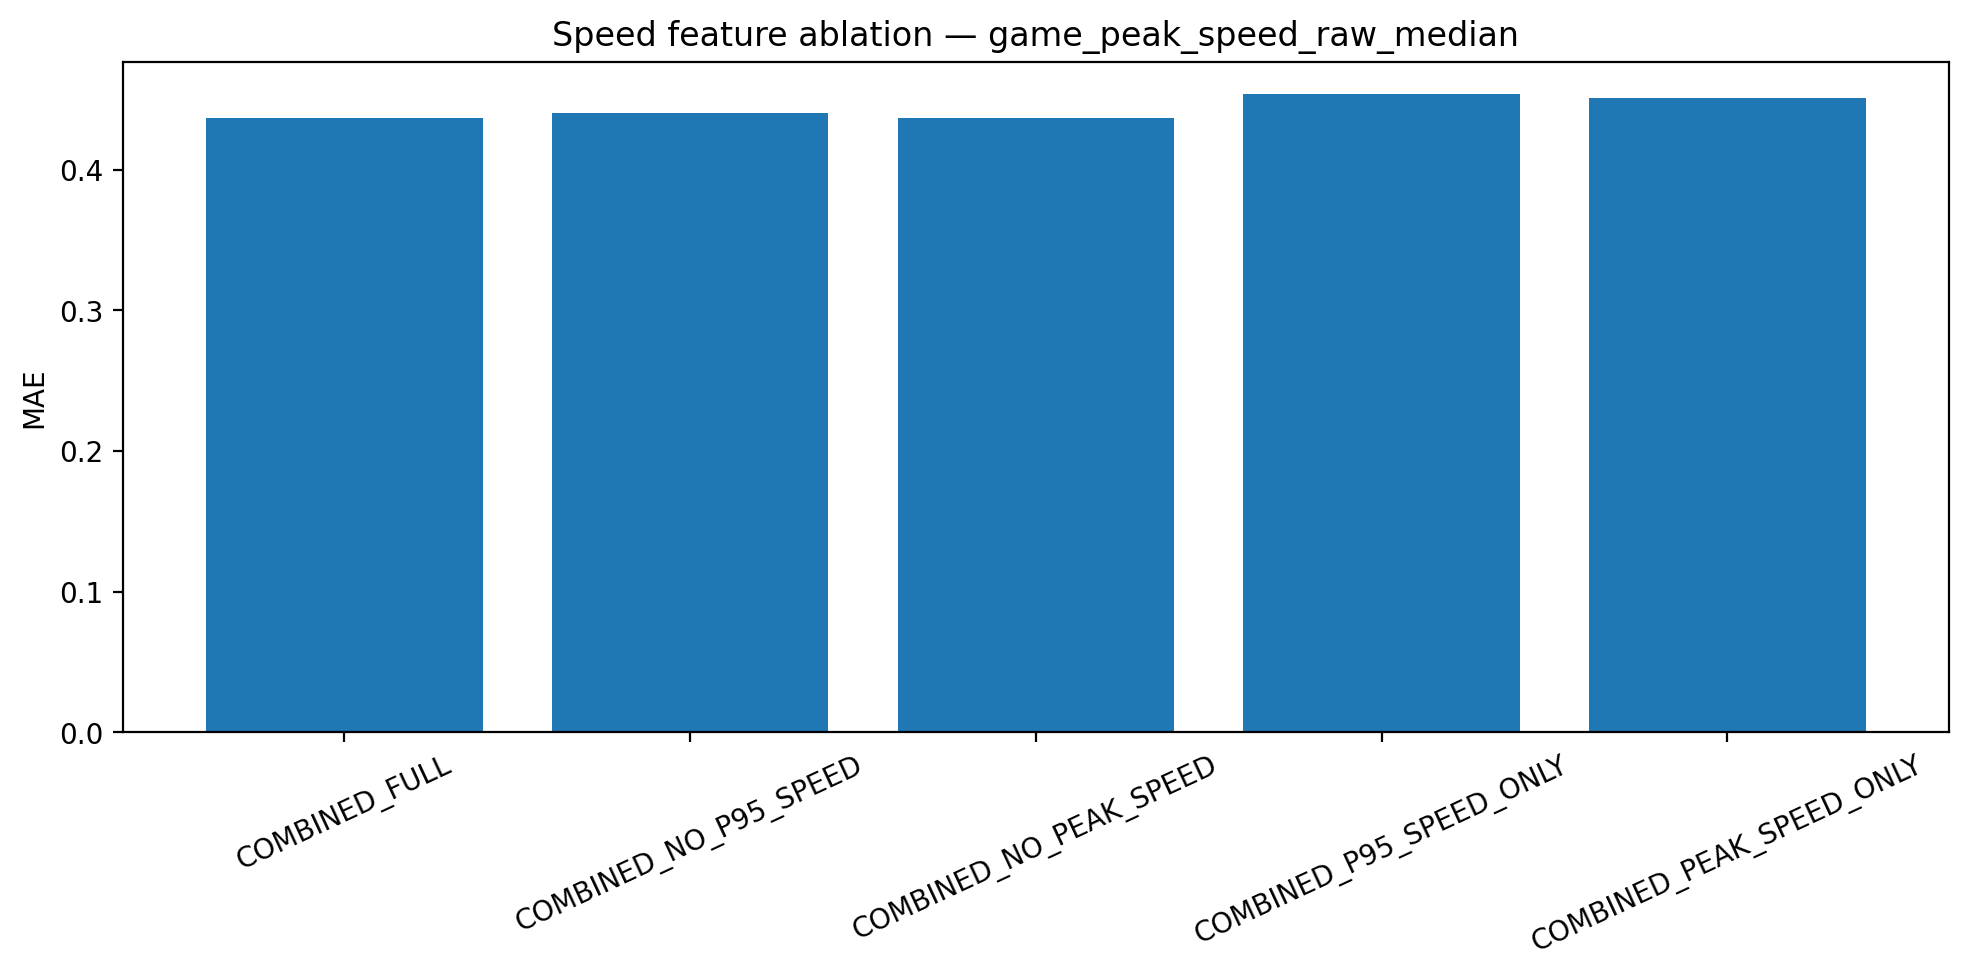 Speed feature ablation — game_peak_speed_raw_median
MAE
0.4
0.3
0.2
0.1
0.0
COMBINED_FULL
COMBINED_NO_P95_SPEED
COMBINED_NO_PEAK_SPEED
COMBINED_P95_SPEED_ONLY
COMBINED_PEAK_SPEED_ONLY